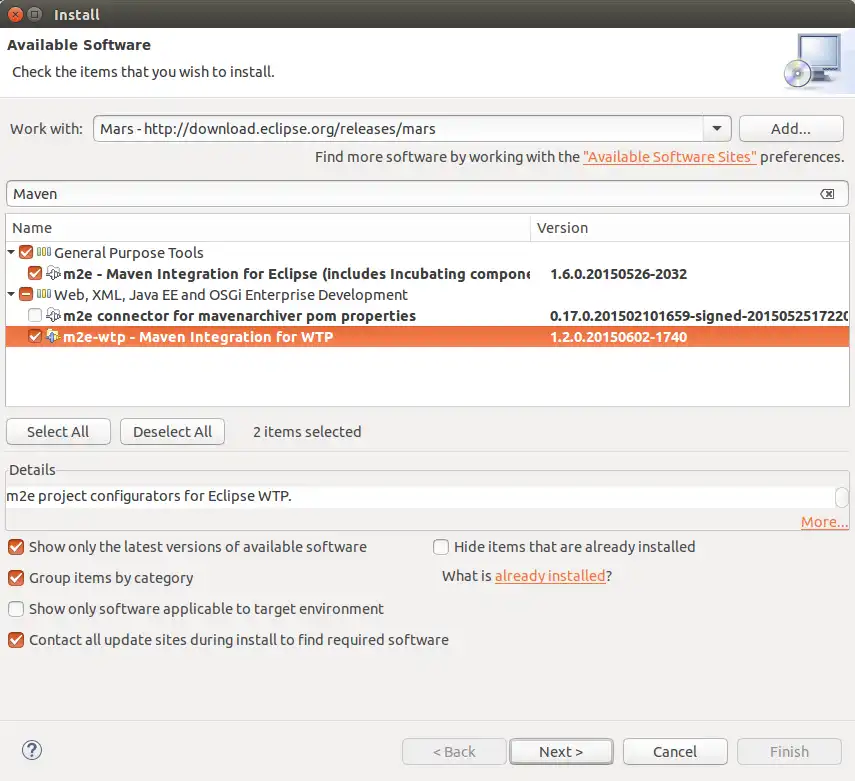 Install
Available Software
Check the items that you wish to install.
Work with: Mars - http://download.eclipse.org/releases/mars Add...
Find more software by working with the "Available Software Sites" preferences.
Maven
Name Version
General Purpose Tools
m2e - Maven Integration for Eclipse (includes Incubating compone 1.6.0.20150526-2032
Web, XML, Java EE and OSGi Enterprise Development
m2e connector for mavenarchiver pom properties 0.17.0.201502101659-signed-2015052517220
m2e-wtp - Maven Integration for WTP 1.2.0.20150602-1740
Select All Deselect All 2 items selected
Details
m2e project configurators for Eclipse WTP.
More...
Show only the latest versions of available software Hide items that are already installed
Group items by category What is already installed?
Show only software applicable to target environment
Contact all update sites during install to find required software
? < Back Next > Cancel Finish